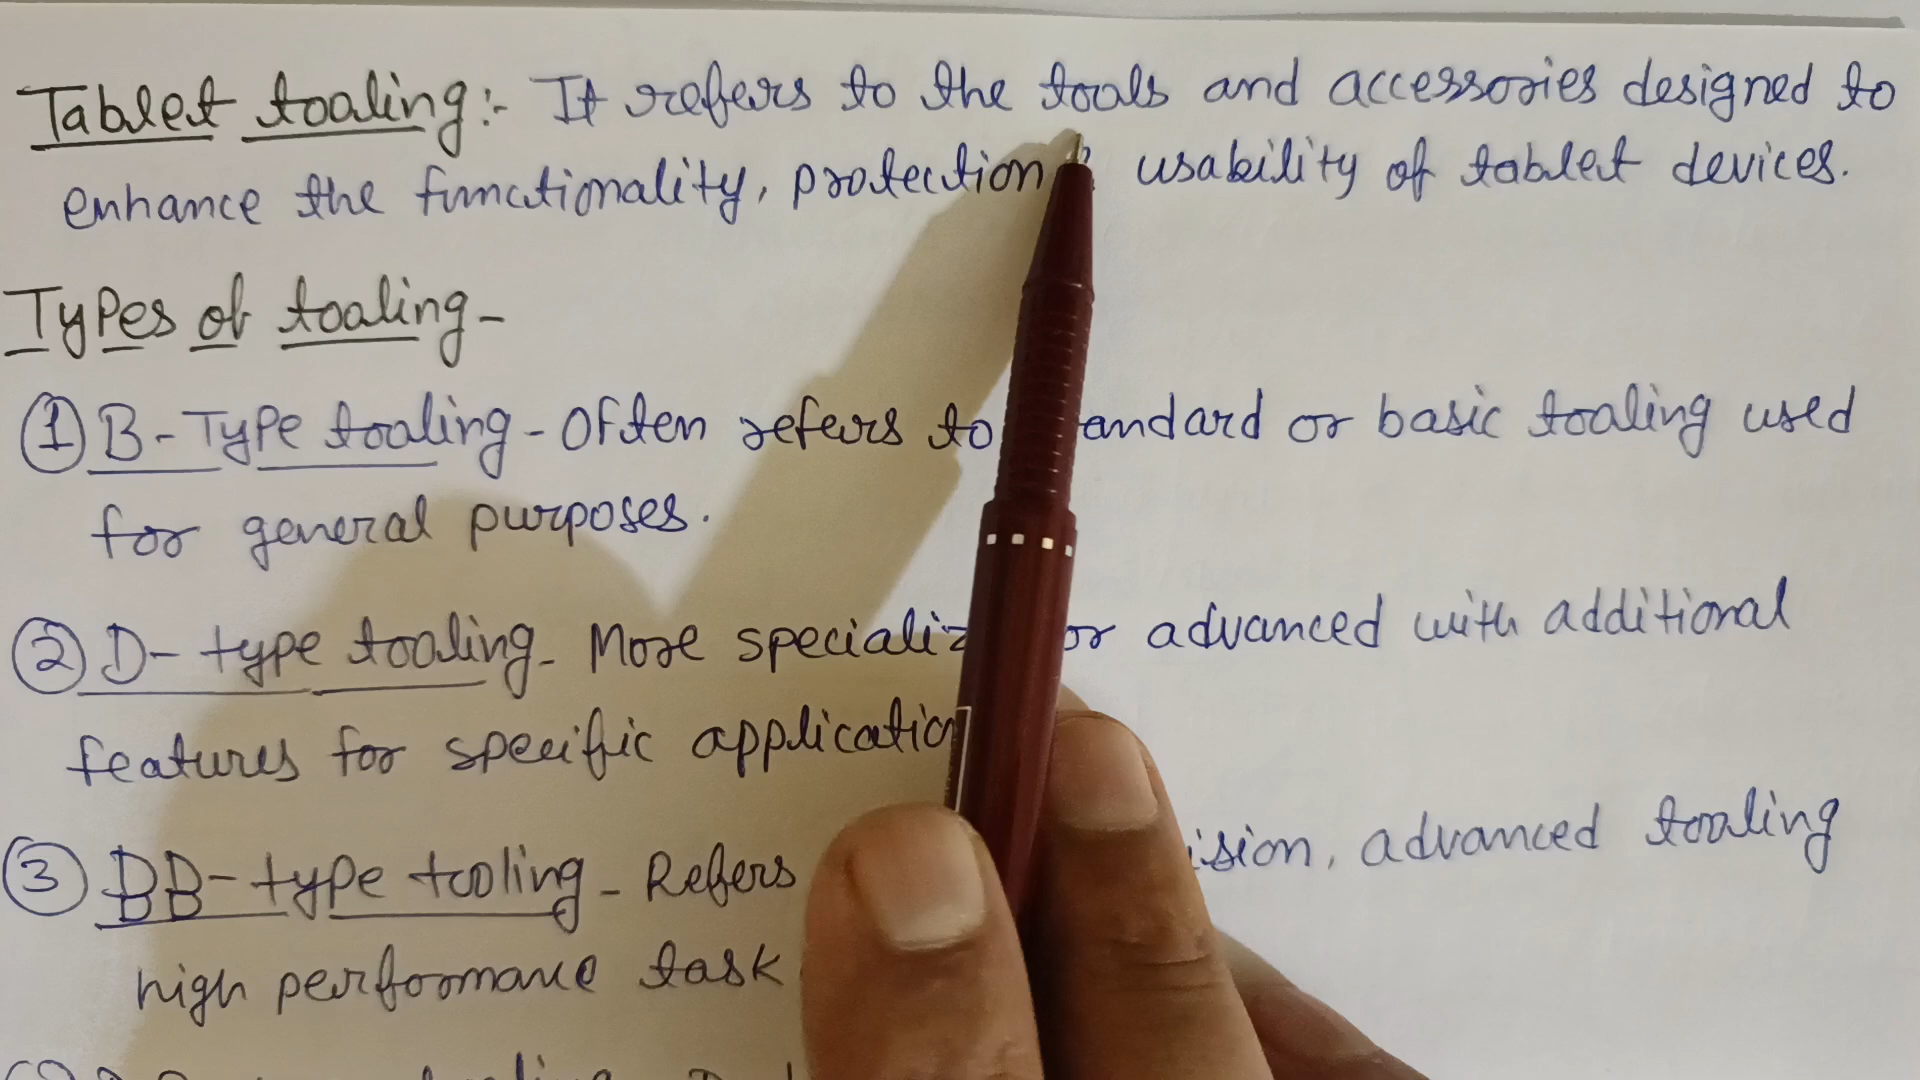 Tablet tooling:- It refers to the tools and accessories designed to
enhance the functionality, protection usability of tablet devices.
Types of tooling-
① B-Type tooling - Often refers to andard or basic tooling used
for general purposes.
② D-type tooling - More specializ or advanced with additional
features for specific applicatio
③ BB-type tooling - Refers ision, advanced tooling
high performance task